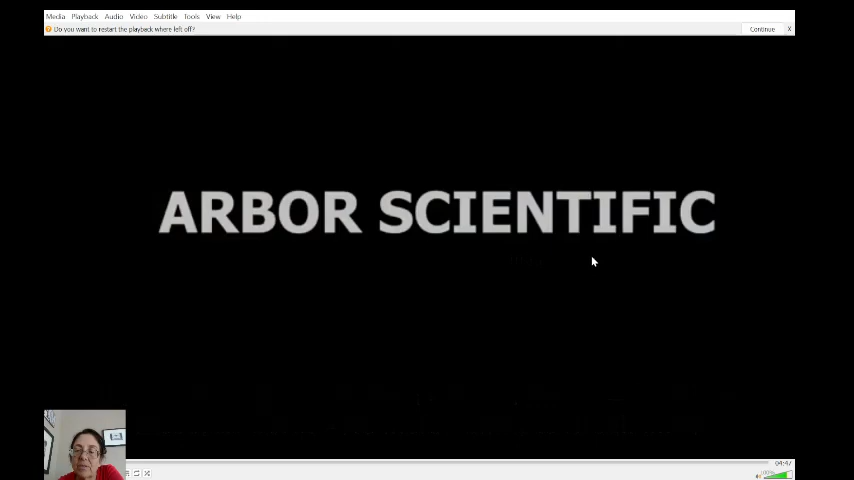 Media Playback Audio Video Subtitle Tools View Help
Do you want to restart the playback where left off? Continue X
ARBOR SCIENTIFIC
04:47
100%